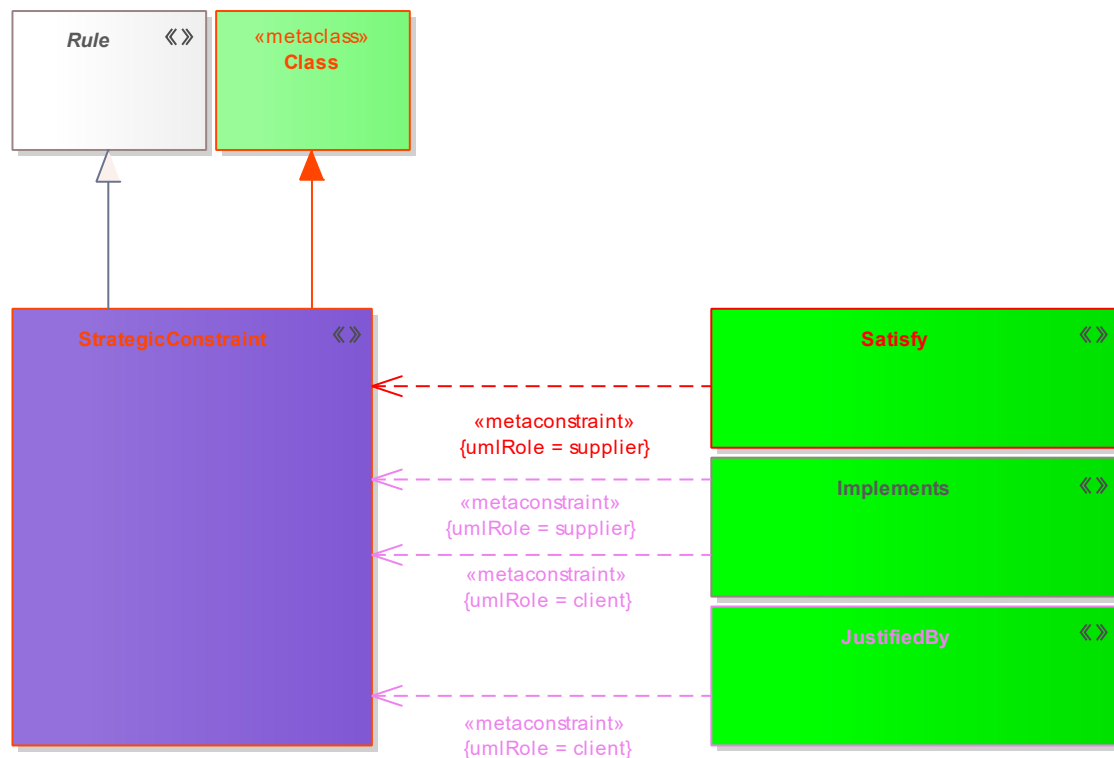 Rule
«metaclass»
Class
StrategicConstraint
Satisfy
«metaconstraint»
{umlRole = supplier}
Implements
«metaconstraint»
{umlRole = supplier}
«metaconstraint»
{umlRole = client}
JustifiedBy
«metaconstraint»
{umlRole = client}